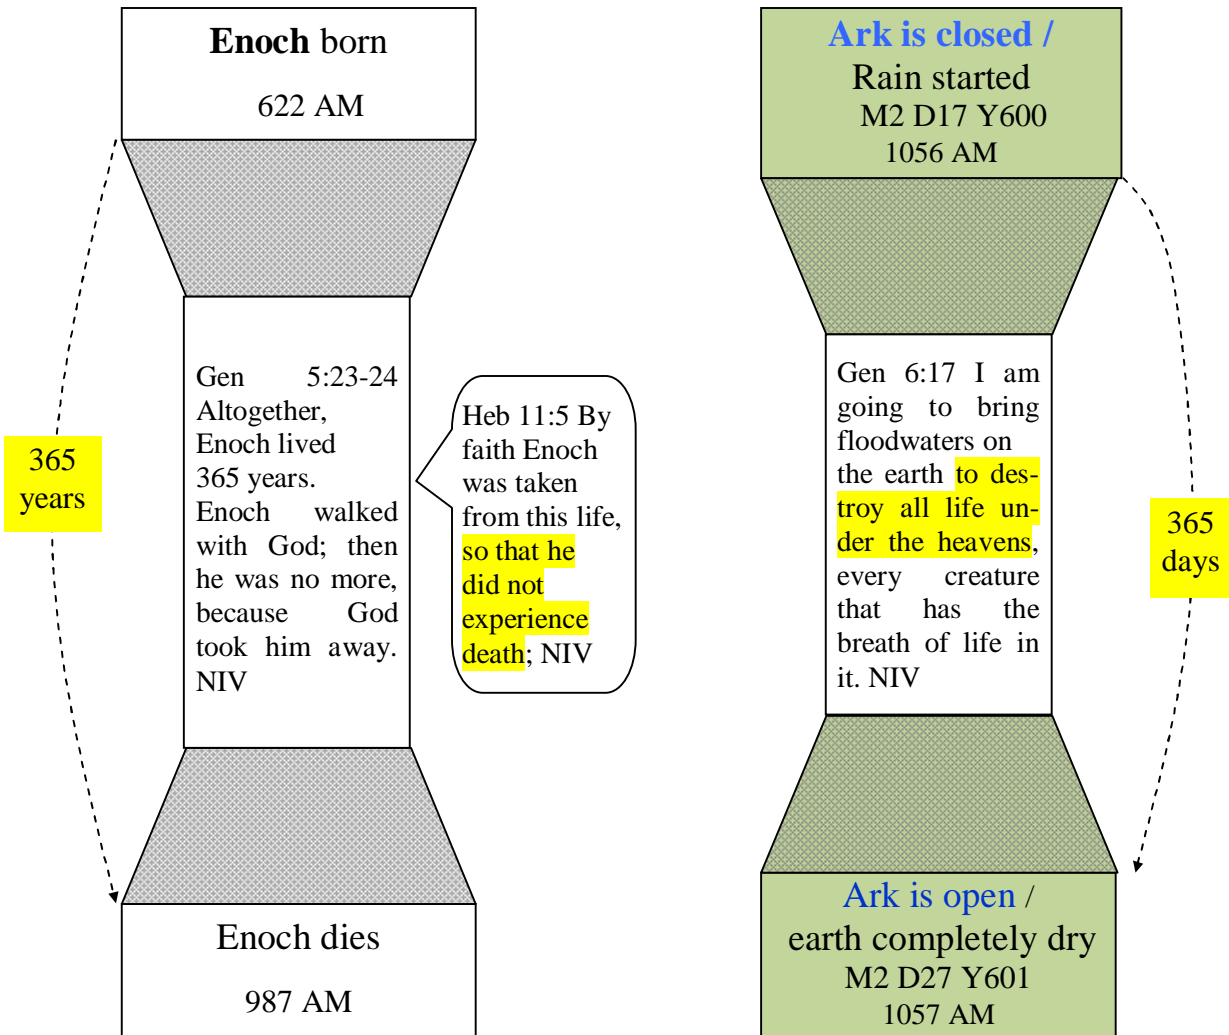 Enoch born
622 AM
365
years
Gen 5:23-24
Altogether,
Enoch lived
365 years.
Enoch walked
with God; then
he was no more,
because God
took him away.
NIV
Heb 11:5 By
faith Enoch
was taken
from this life,
so that he
did not
experience
death; NIV
Enoch dies
987 AM
Ark is closed /
Rain started
M2 D17 Y600
1056 AM
Gen 6:17 I am
going to bring
floodwaters on
the earth to des-
troy all life un-
der the heavens,
every creature
that has the
breath of life in
it. NIV
365
days
Ark is open /
earth completely dry
M2 D27 Y601
1057 AM